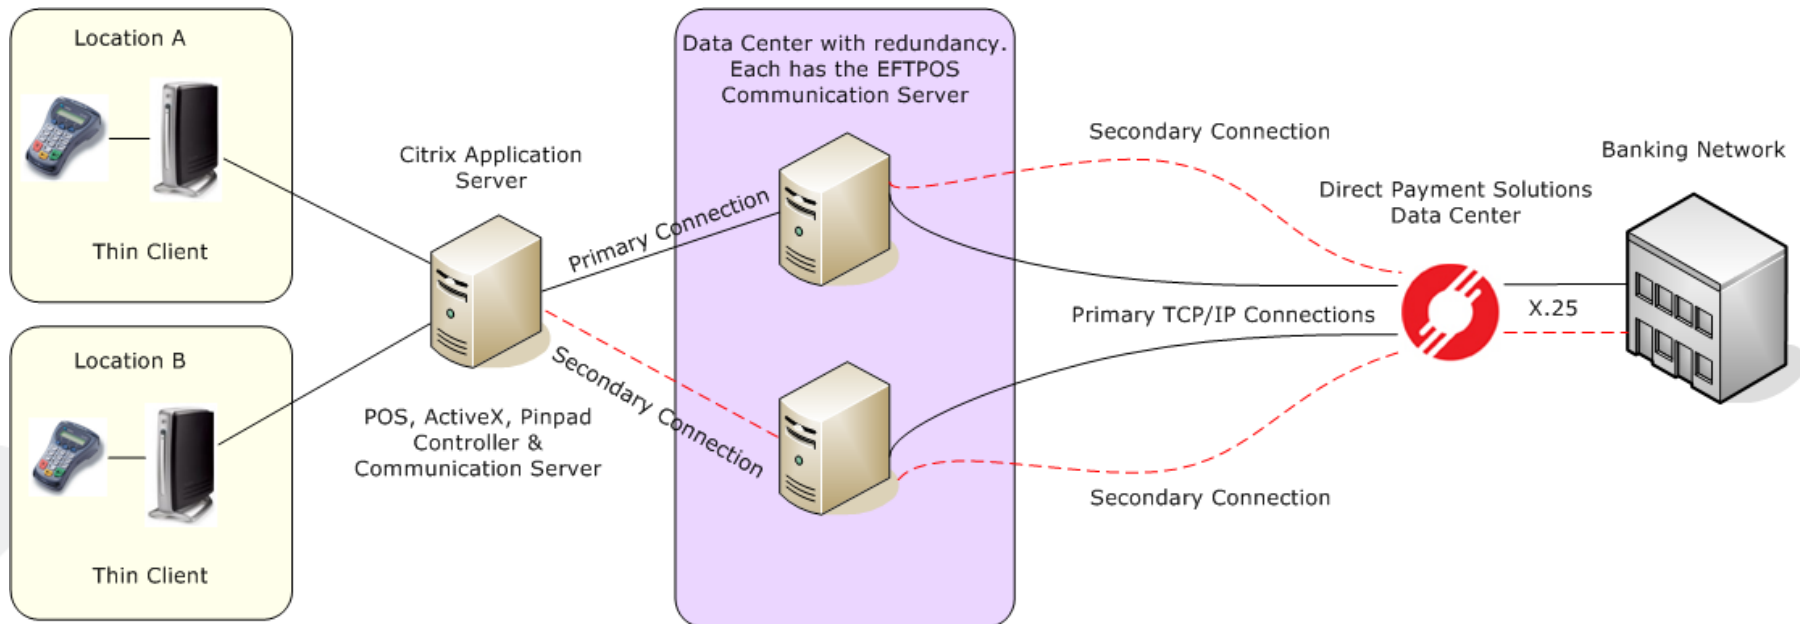 Location A
Thin Client
Location B
Thin Client
Citrix Application
Server
POS, ActiveX, Pinpad
Controller &
Communication Server
Primary Connection
Secondary Connection
Data Center with redundancy.
Each has the EFTPOS
Communication Server
Secondary Connection
Primary TCP/IP Connections
Secondary Connection
Direct Payment Solutions
Data Center
X.25
Banking Network